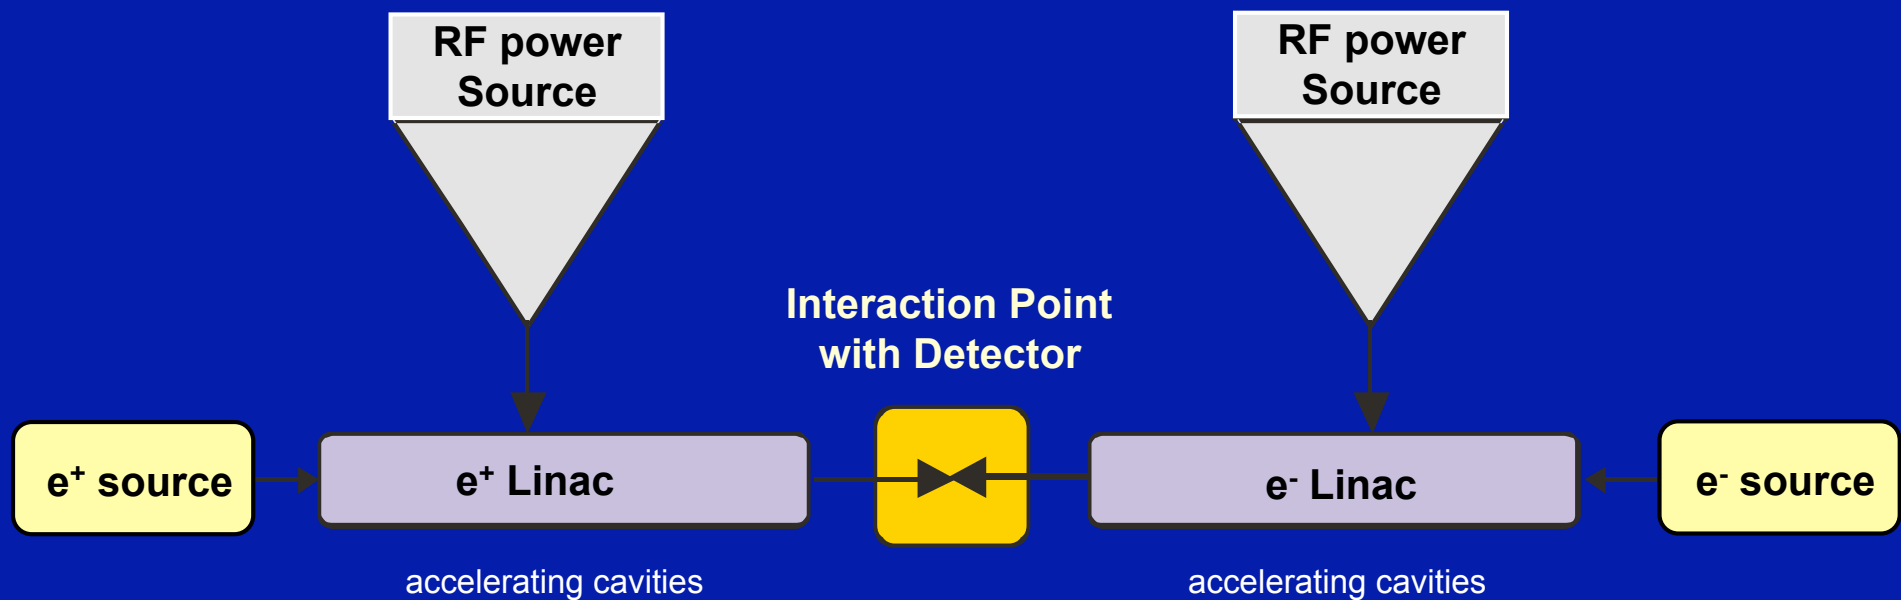 RF power
Source
RF power
Source
Interaction Point
with Detector
e⁺ source
e⁺ Linac
e⁻ Linac
e⁻ source
accelerating cavities
accelerating cavities